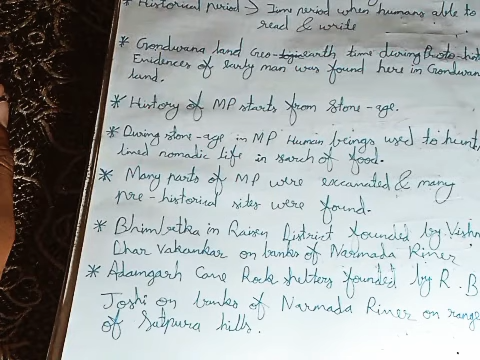 * Historical period → Time period when humans able to
read & write
* Gondwana land Geo- earth time during Proto-hist
Evidences of early man was found here in Gondwan
land.
* History of MP starts from Stone-age.
* During stone-age in MP Human beings used to hunt,
lived nomadic life in sarch of food.
* Many parts of MP were excavated & many
pre-historical sites were found.
* Bhimbetka in Raisen District founded by Vishn
Dhar Vakankar on banks of Narmada River
* Adamgarh Cave Rock shelters founded by R. B
Joshi on banks of Narmada River on range
of Satpura hills.